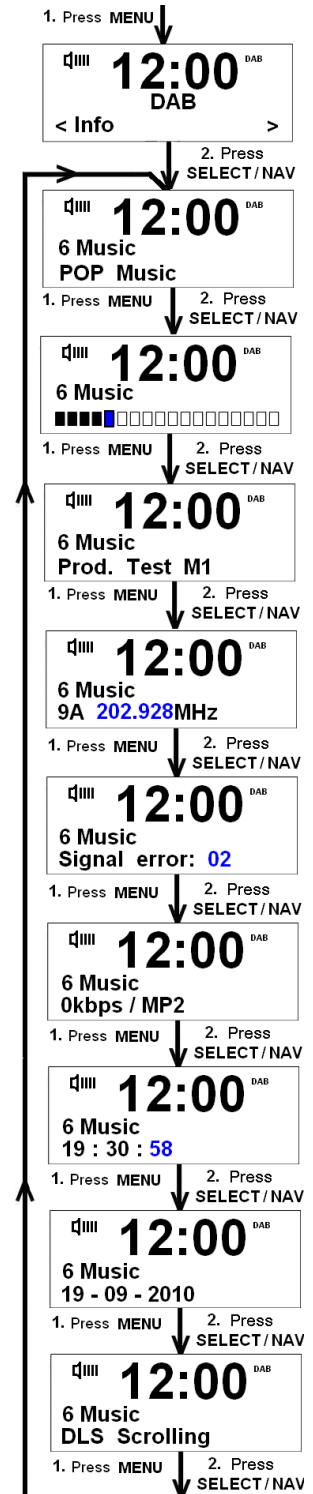 1. Press MENU
12:00 DAB
DAB
< Info >
2. Press
SELECT / NAV
12:00 DAB
6 Music
POP Music
1. Press MENU 2. Press
SELECT / NAV
12:00 DAB
6 Music
1. Press MENU 2. Press
SELECT / NAV
12:00 DAB
6 Music
Prod. Test M1
1. Press MENU 2. Press
SELECT / NAV
12:00 DAB
6 Music
9A 202.928MHz
1. Press MENU 2. Press
SELECT / NAV
12:00 DAB
6 Music
Signal error: 02
1. Press MENU 2. Press
SELECT / NAV
12:00 DAB
6 Music
0kbps / MP2
1. Press MENU 2. Press
SELECT / NAV
12:00 DAB
6 Music
19 : 30 : 58
1. Press MENU 2. Press
SELECT / NAV
12:00 DAB
6 Music
19 - 09 - 2010
1. Press MENU 2. Press
SELECT / NAV
12:00 DAB
6 Music
DLS Scrolling
1. Press MENU 2. Press
SELECT / NAV